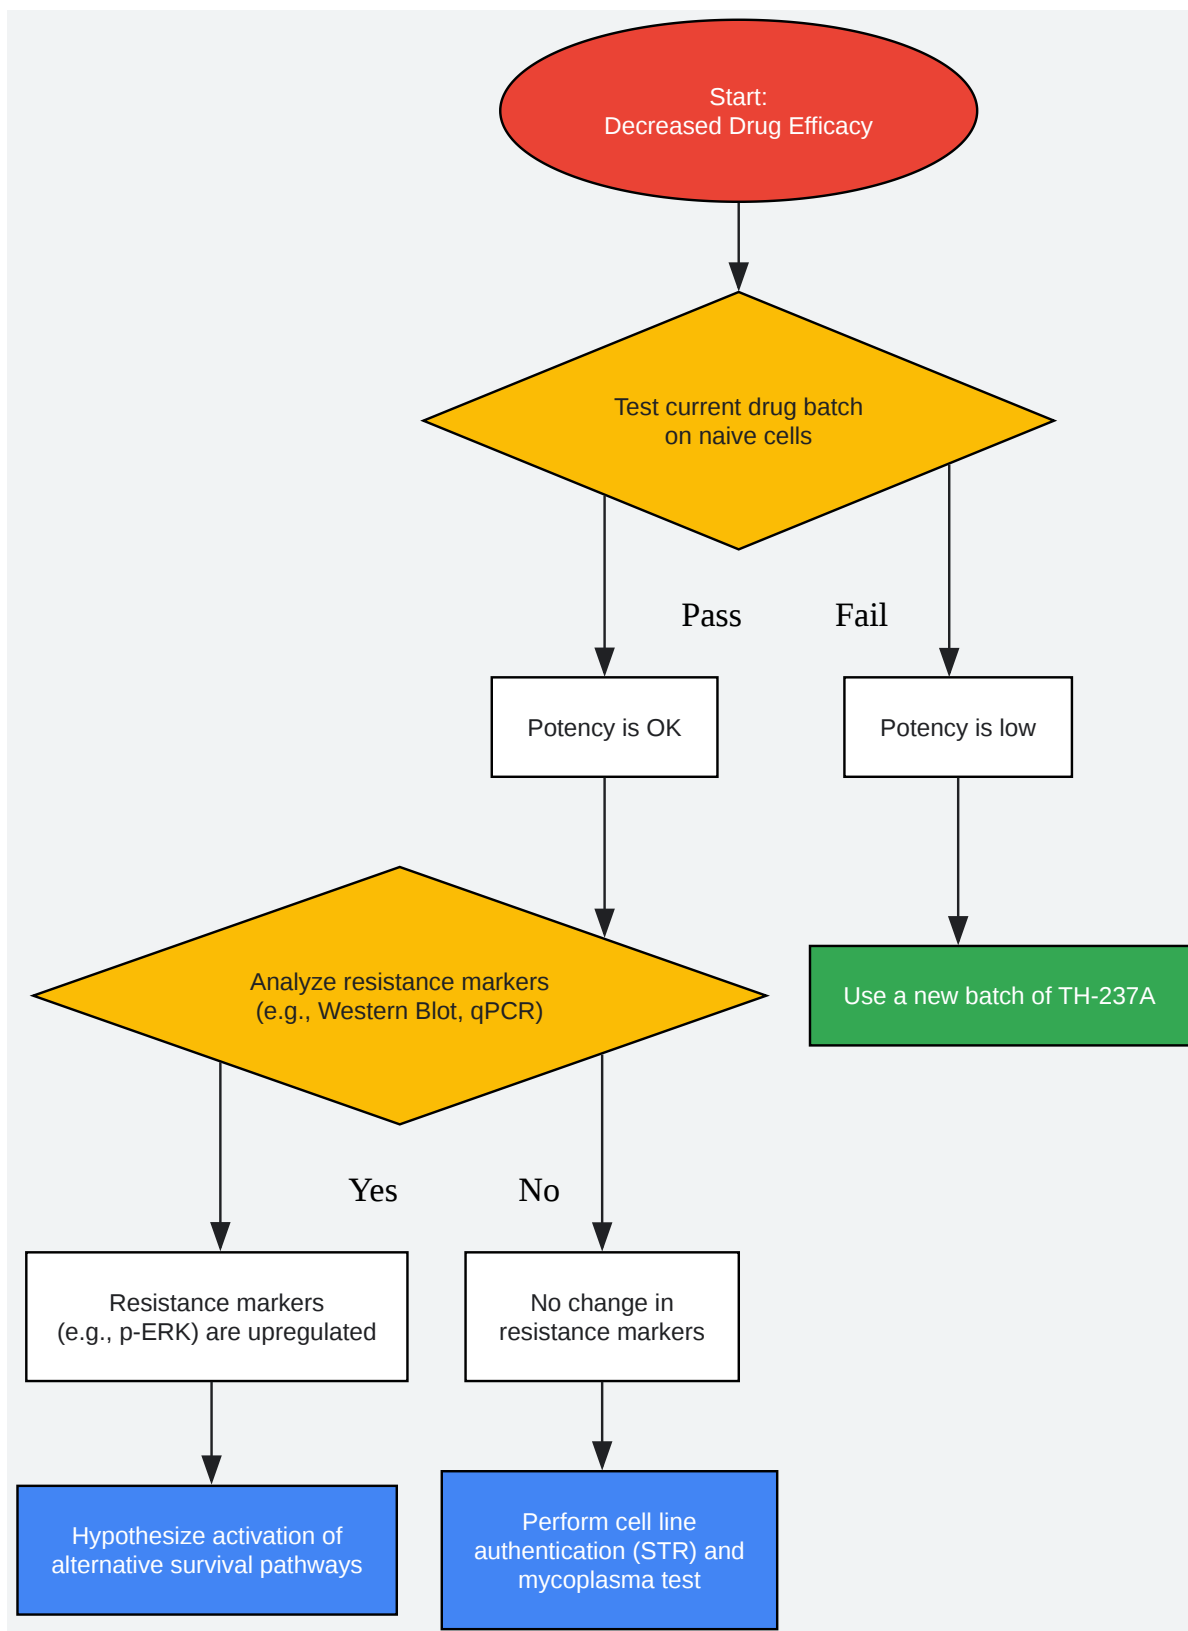 Start:
Decreased Drug Efficacy
Test current drug batch
on naive cells
Pass
Fail
Potency is OK
Potency is low
Analyze resistance markers
(e.g., Western Blot, qPCR)
Use a new batch of TH-237A
Yes
No
Resistance markers
(e.g., p-ERK) are upregulated
No change in
resistance markers
Hypothesize activation of
alternative survival pathways
Perform cell line
authentication (STR) and
mycoplasma test